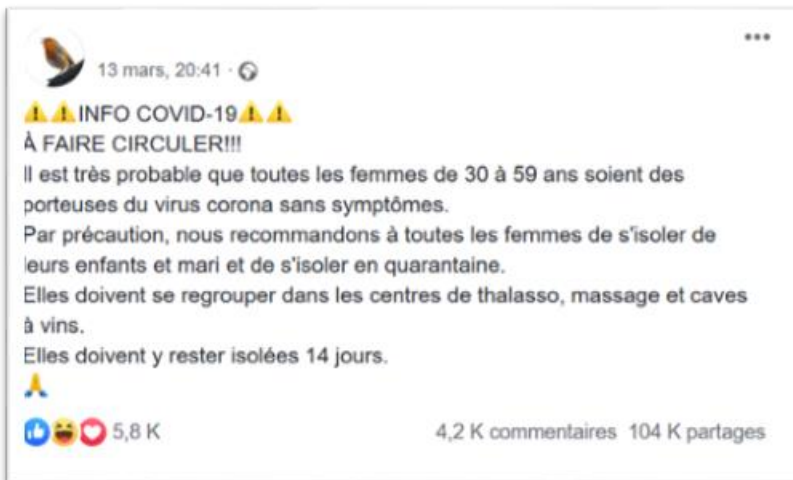 13 mars, 20:41 ·
⚠️⚠️INFO COVID-19⚠️⚠️
À FAIRE CIRCULER!!!
Il est très probable que toutes les femmes de 30 à 59 ans soient des
porteuses du virus corona sans symptômes.
Par précaution, nous recommandons à toutes les femmes de s'isoler de
leurs enfants et mari et de s'isoler en quarantaine.
Elles doivent se regrouper dans les centres de thalasso, massage et caves
à vins.
Elles doivent y rester isolées 14 jours.
🙏
5,8 K 4,2 K commentaires 104 K partages